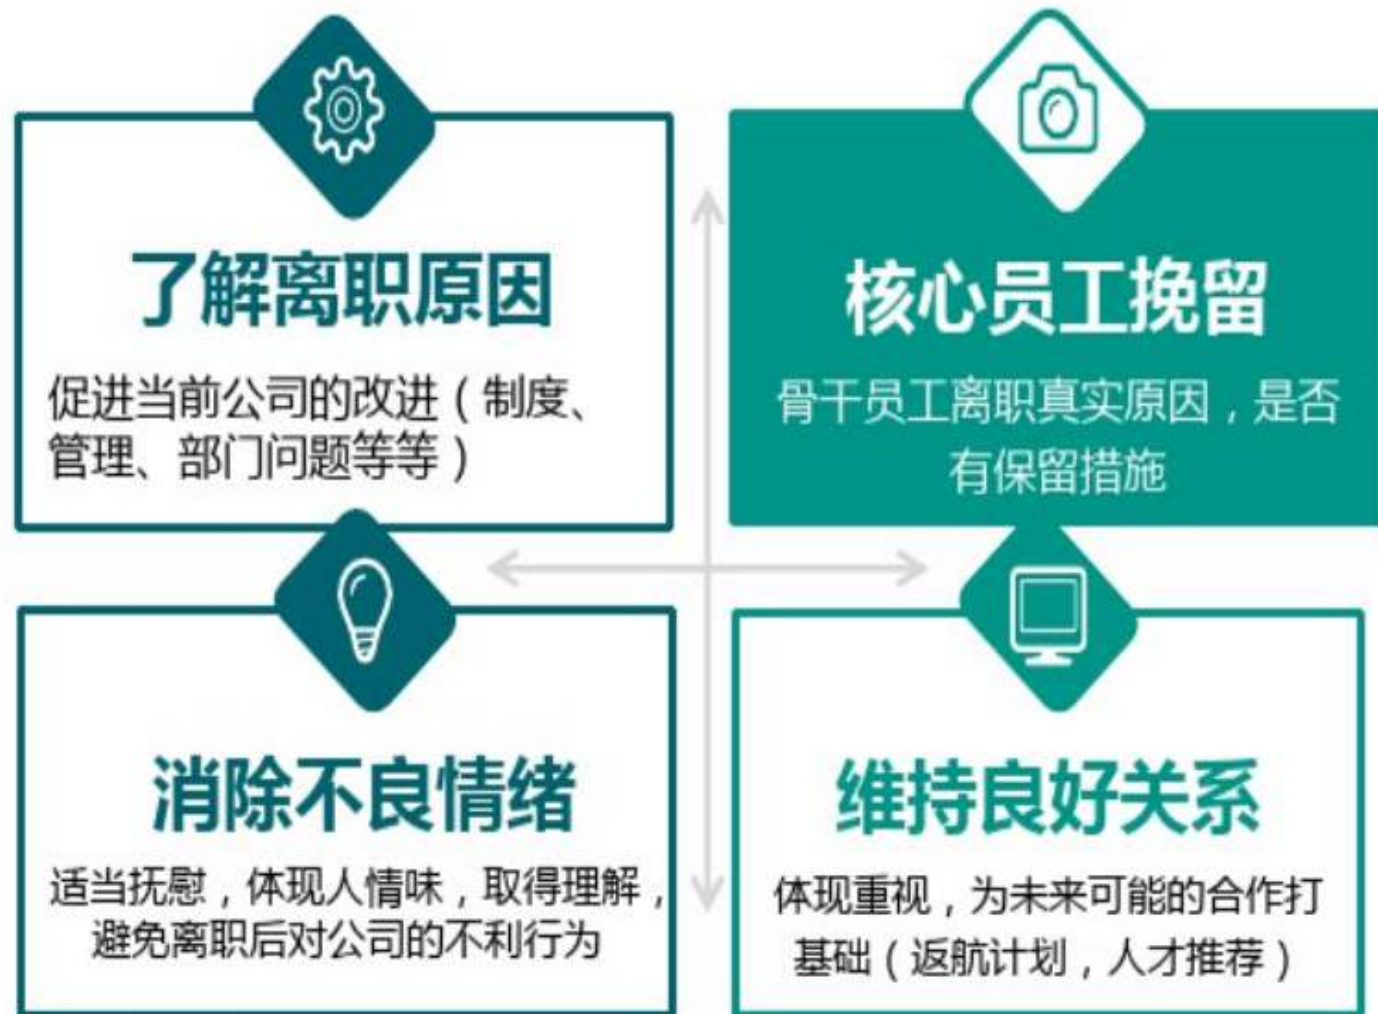 了解离职原因
促进当前公司的改进（制度、
管理、部门问题等等）
核心员工挽留
骨干员工离职真实原因，是否
有保留措施
消除不良情绪
适当抚慰，体现人情味，取得理解，
避免离职后对公司的不利行为
维持良好关系
体现重视，为未来可能的合作打
基础（返航计划，人才推荐）